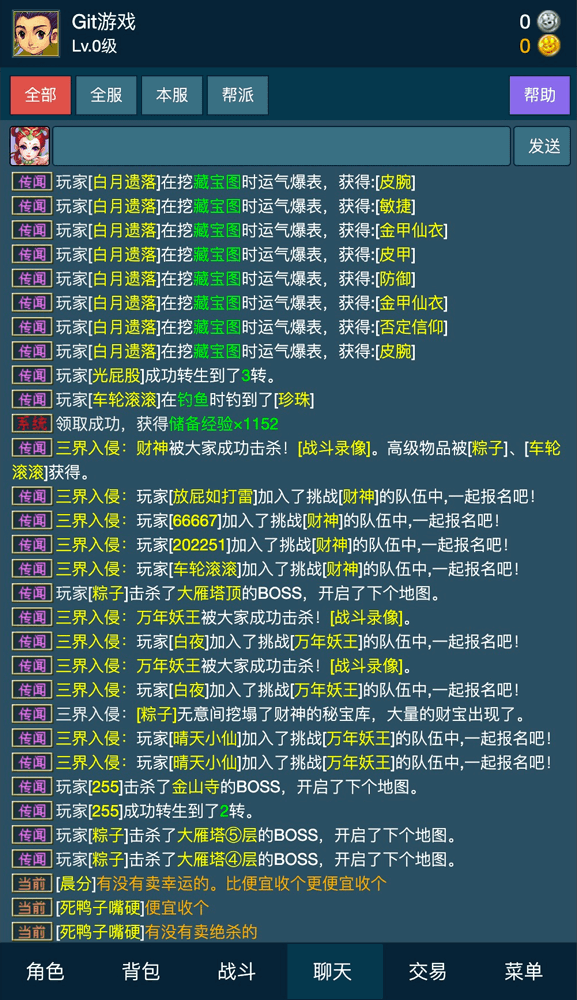 Git游戏
0
Lv.0级
0
全部 全服 本服 帮派 帮助
发送
传闻 玩家[白月遗落]在挖藏宝图时运气爆表，获得:[皮腕]
传闻 玩家[白月遗落]在挖藏宝图时运气爆表，获得:[敏捷]
传闻 玩家[白月遗落]在挖藏宝图时运气爆表，获得:[金甲仙衣]
传闻 玩家[白月遗落]在挖藏宝图时运气爆表，获得:[皮甲]
传闻 玩家[白月遗落]在挖藏宝图时运气爆表，获得:[防御]
传闻 玩家[白月遗落]在挖藏宝图时运气爆表，获得:[金甲仙衣]
传闻 玩家[白月遗落]在挖藏宝图时运气爆表，获得:[否定信仰]
传闻 玩家[白月遗落]在挖藏宝图时运气爆表，获得:[皮腕]
传闻 玩家[光屁股]成功转生到了3转。
传闻 玩家[车轮滚滚]在钓鱼时钓到了[珍珠]
系统 领取成功，获得储备经验×1152
传闻 三界入侵：财神被大家成功击杀！[战斗录像]。高级物品被[粽子]、[车轮
滚滚]获得。
传闻 三界入侵：玩家[放屁如打雷]加入了挑战[财神]的队伍中,一起报名吧！
传闻 三界入侵：玩家[66667]加入了挑战[财神]的队伍中,一起报名吧！
传闻 三界入侵：玩家[202251]加入了挑战[财神]的队伍中,一起报名吧！
传闻 三界入侵：玩家[车轮滚滚]加入了挑战[财神]的队伍中,一起报名吧！
传闻 玩家[粽子]击杀了大雁塔顶的BOSS，开启了下个地图。
传闻 三界入侵：万年妖王被大家成功击杀！[战斗录像]。
传闻 三界入侵：玩家[白夜]加入了挑战[万年妖王]的队伍中,一起报名吧！
传闻 三界入侵：万年妖王被大家成功击杀！[战斗录像]。
传闻 三界入侵：玩家[白夜]加入了挑战[万年妖王]的队伍中,一起报名吧！
传闻 三界入侵：[粽子]无意间挖塌了财神的秘宝库，大量的财宝出现了。
传闻 三界入侵：玩家[晴天小仙]加入了挑战[万年妖王]的队伍中,一起报名吧！
传闻 三界入侵：玩家[晴天小仙]加入了挑战[万年妖王]的队伍中,一起报名吧！
传闻 玩家[255]击杀了金山寺的BOSS，开启了下个地图。
传闻 玩家[255]成功转生到了2转。
传闻 玩家[粽子]击杀了大雁塔⑤层的BOSS，开启了下个地图。
传闻 玩家[粽子]击杀了大雁塔④层的BOSS，开启了下个地图。
当前 [晨分]有没有卖幸运的。比便宜收个更便宜收个
当前 [死鸭子嘴硬]便宜收个
当前 [死鸭子嘴硬]有没有卖绝杀的
角色 背包 战斗 聊天 交易 菜单